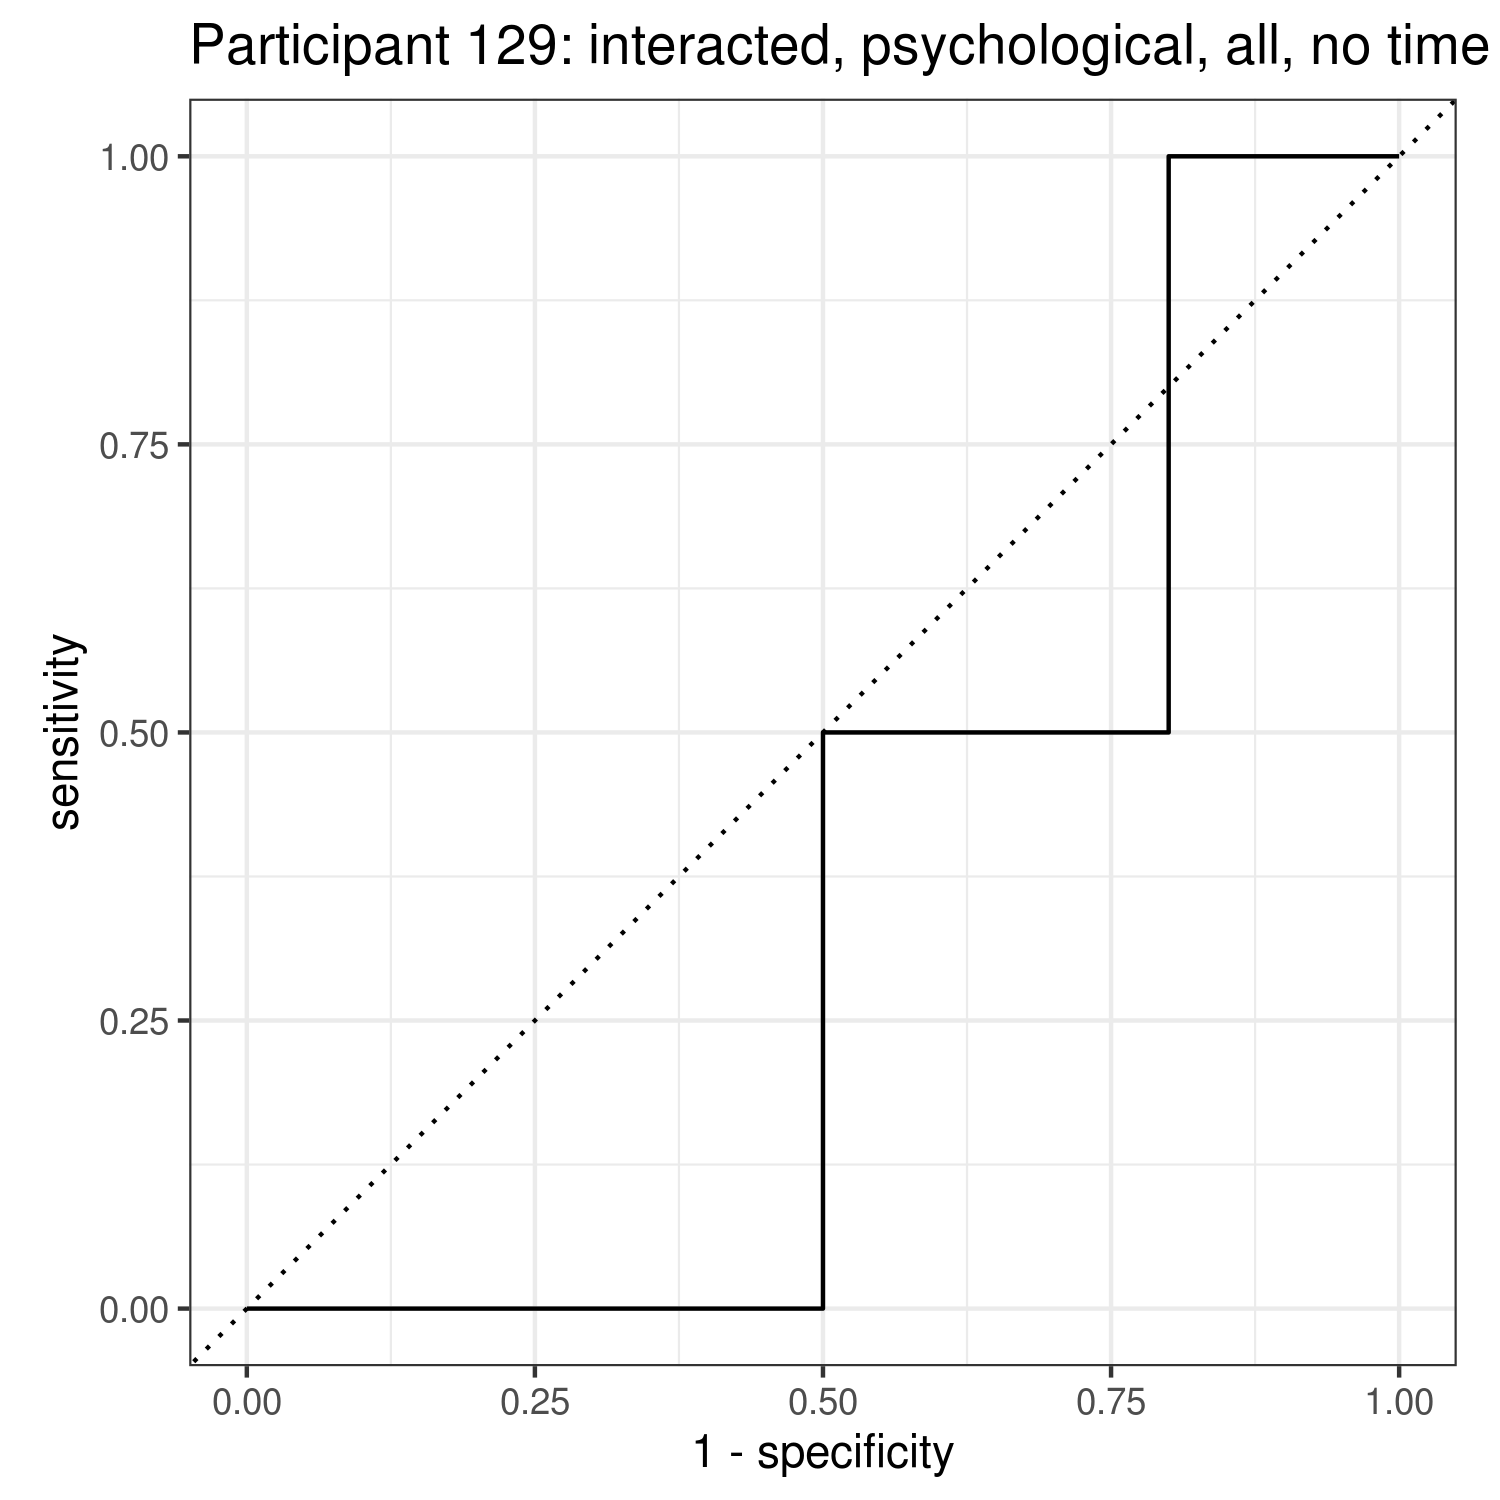 Participant 129: interacted, psychological, all, no time
1.00
0.75
0.50
0.25
0.00
sensitivity
0.00 0.25 0.50 0.75 1.00
1 - specificity